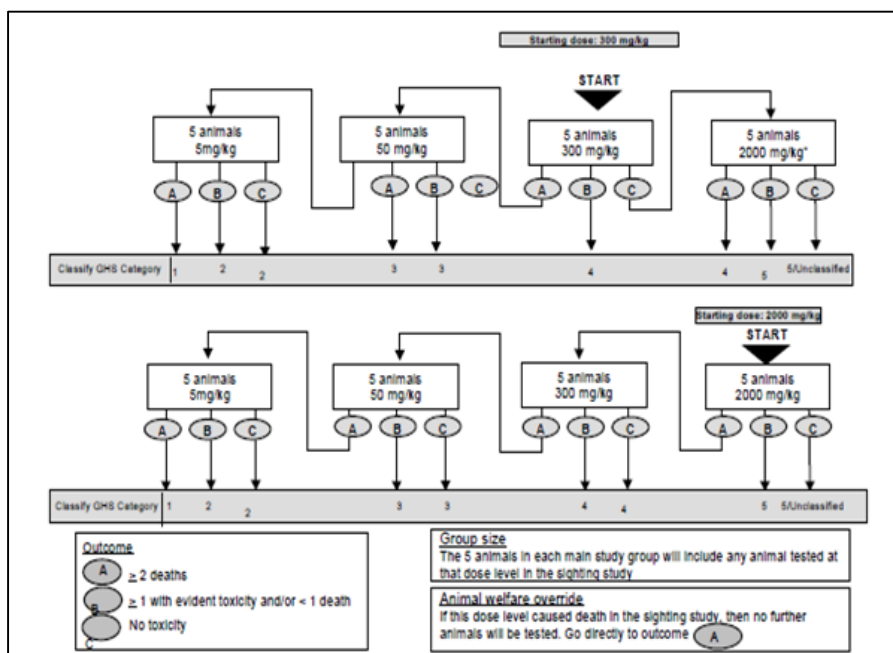 Starting dose: 300 mg/kg
START
5 animals 5mg/kg
5 animals 50 mg/kg
5 animals 300 mg/kg
5 animals 2000 mg/kg*
A B C A B C A B C A B C
Classify GHS Category 1 2 2 3 3 4 4 5 5/Unclassified
Starting dose: 2000 mg/kg
START
5 animals 5mg/kg
5 animals 50 mg/kg
5 animals 300 mg/kg
5 animals 2000 mg/kg
A B C A B C A B C A B C
Classify GHS Category 1 2 2 3 3 4 4 5 5/Unclassified
Outcome
A ≥ 2 deaths
B ≥ 1 with evident toxicity and/or < 1 death
C No toxicity
Group size
The 5 animals in each main study group will include any animal tested at
that dose level in the sighting study
Animal welfare override
If this dose level caused death in the sighting study, then no further
animals will be tested. Go directly to outcome A